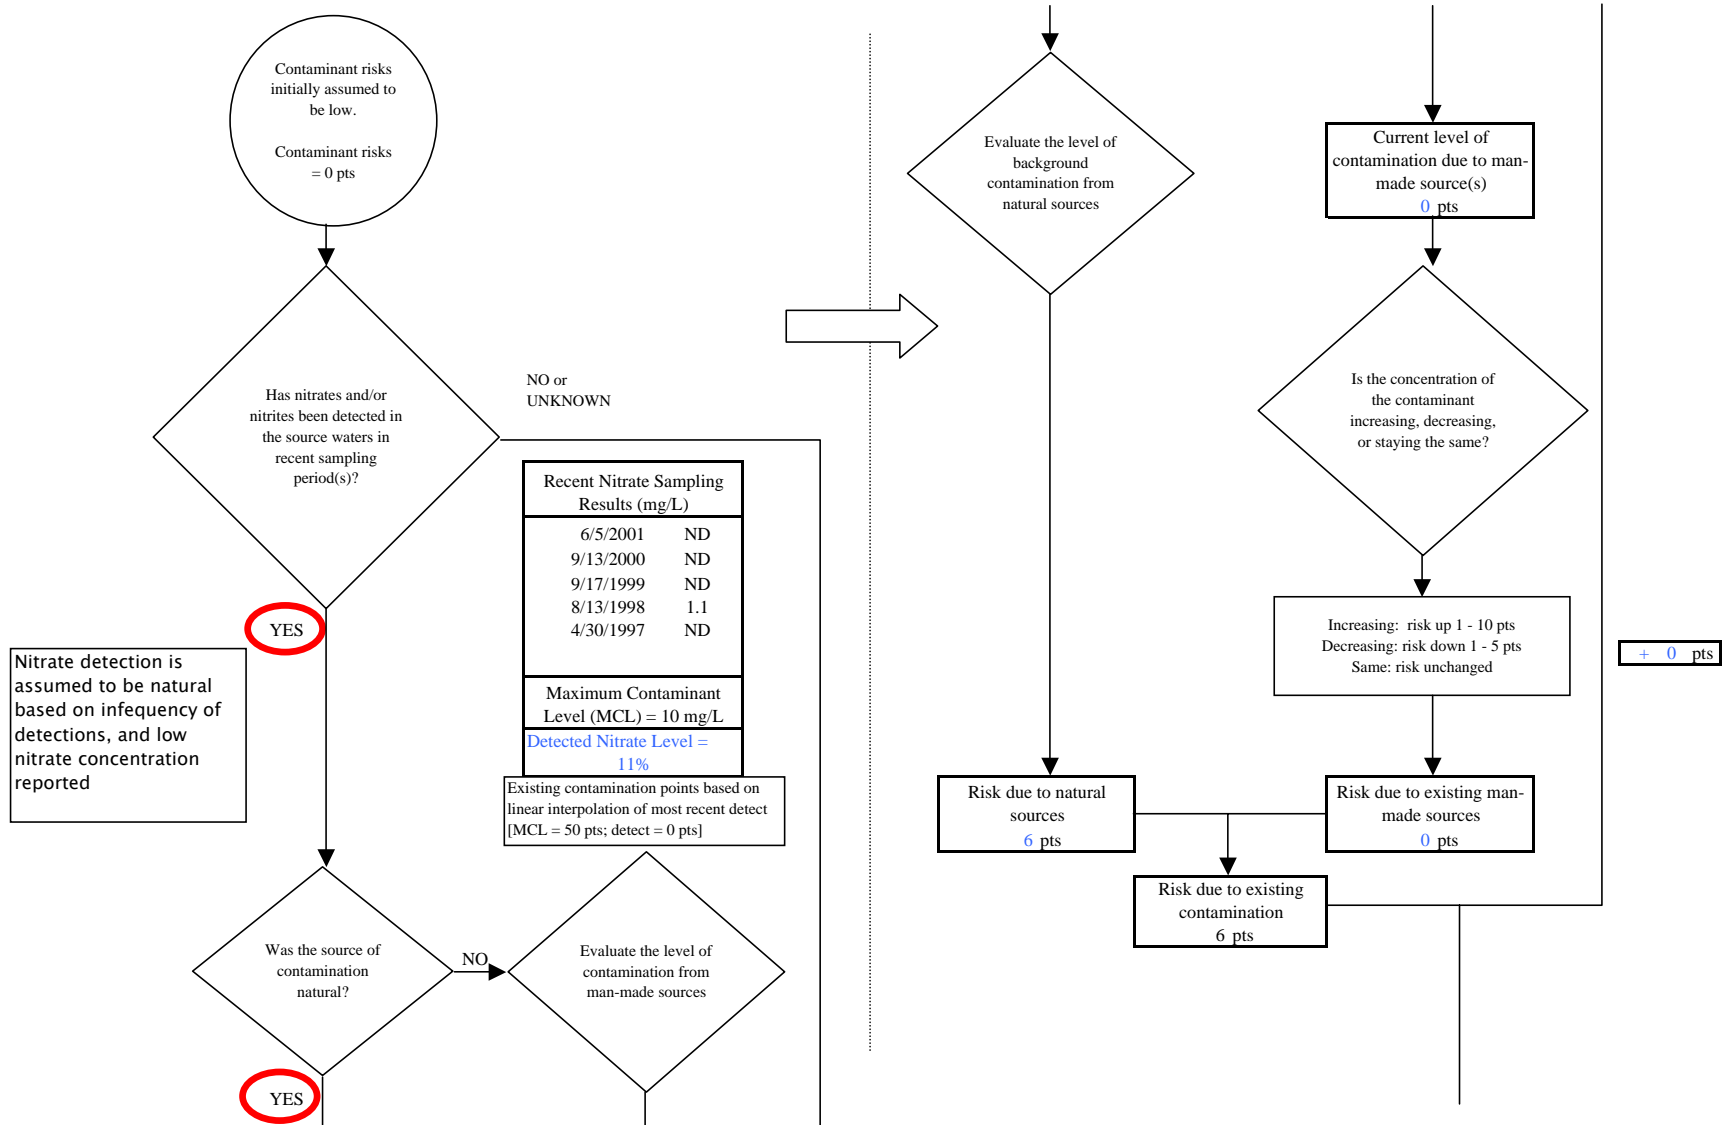 Contaminant risks
initially assumed to
be low.
Contaminant risks
= 0 pts
Has nitrates and/or
nitrites been detected in
the source waters in
recent sampling
period(s)?
NO or
UNKNOWN
YES
Nitrate detection is
assumed to be natural
based on infequency of
detections, and low
nitrate concentration
reported
Recent Nitrate Sampling
Results (mg/L)
6/5/2001 ND
9/13/2000 ND
9/17/1999 ND
8/13/1998 1.1
4/30/1997 ND
Maximum Contaminant
Level (MCL) = 10 mg/L
Detected Nitrate Level =
11%
Existing contamination points based on
linear interpolation of most recent detect
[MCL = 50 pts; detect = 0 pts]
Was the source of
contamination
natural?
NO
Evaluate the level of
contamination from
man-made sources
YES
Evaluate the level of
background
contamination from
natural sources
Current level of
contamination due to man-
made source(s)
0 pts
Is the concentration of
the contaminant
increasing, decreasing,
or staying the same?
Increasing: risk up 1 - 10 pts
Decreasing: risk down 1 - 5 pts
Same: risk unchanged
+ 0 pts
Risk due to natural
sources
6 pts
Risk due to existing man-
made sources
0 pts
Risk due to existing
contamination
6 pts